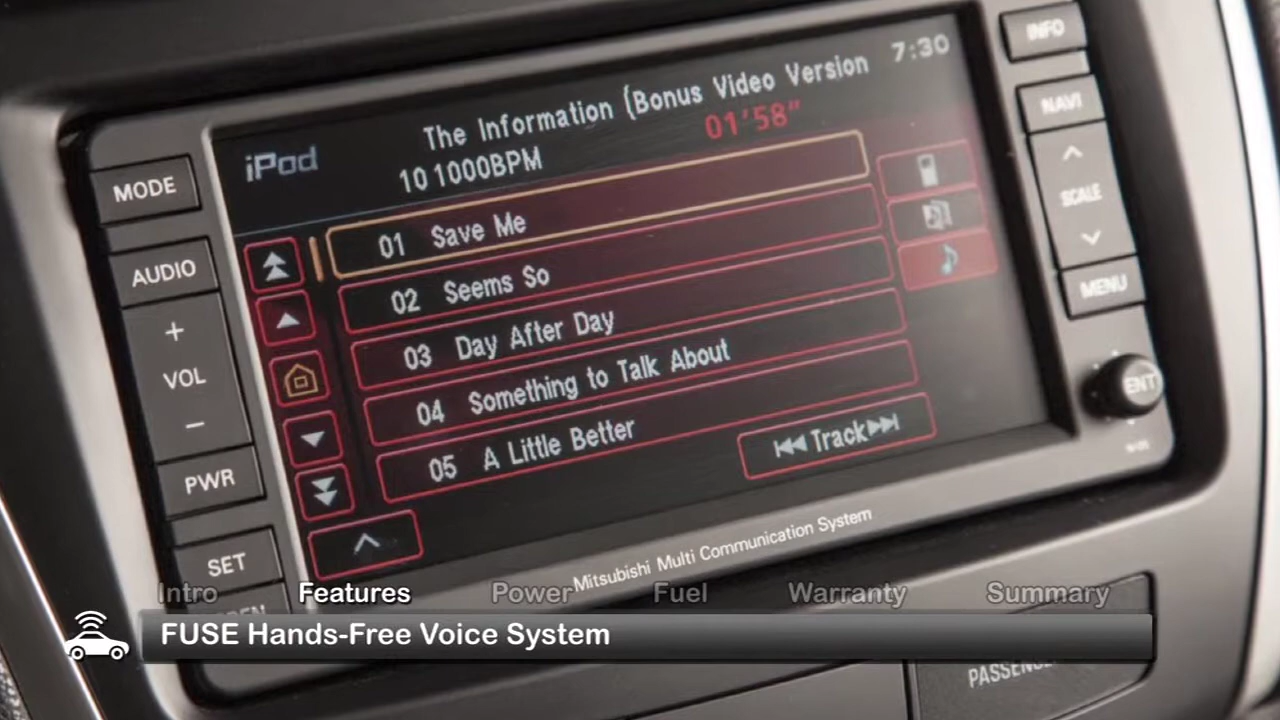 INFO
7:30
The Information (Bonus Video Version
01'58"
NAVI
iPod
10 1000BPM
MODE
01 Save Me
SCALE
AUDIO
02 Seems So
+
VOL
-
03 Day After Day
MENU
04 Something to Talk About
ENT
05 A Little Better
Track
PWR
SET
Mitsubishi Multi Communication System
Intro Features Power Fuel Warranty Summary
FUSE Hands-Free Voice System